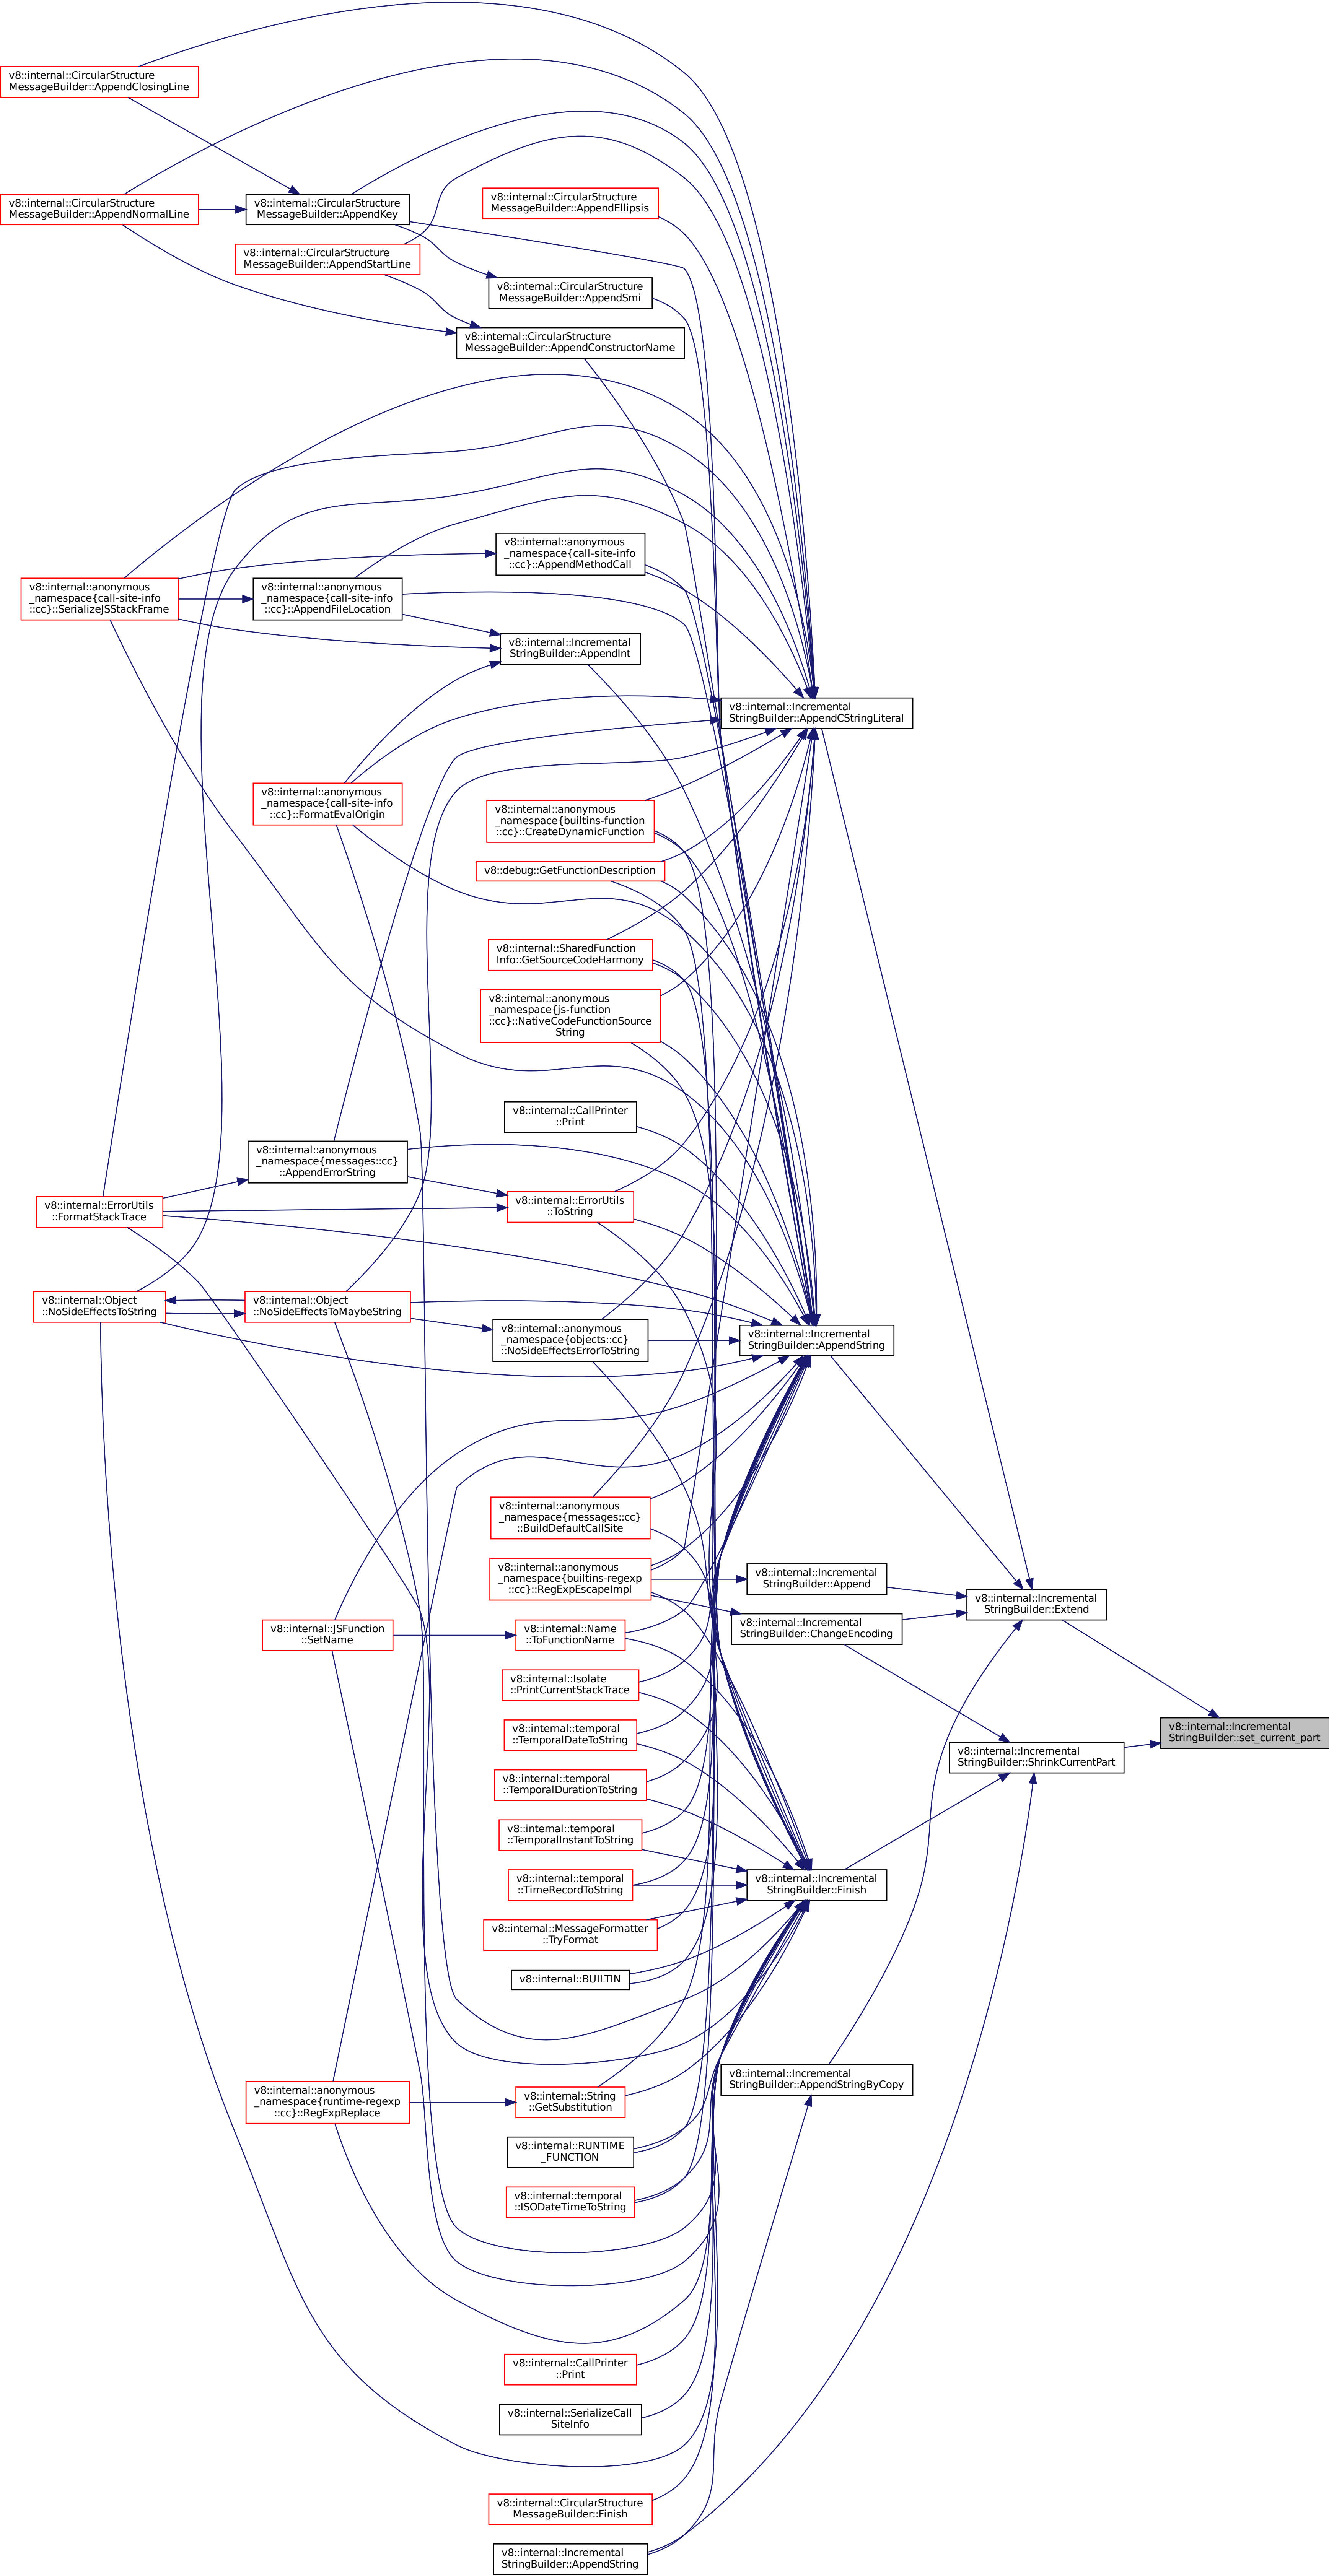 v8::internal::CircularStructure
MessageBuilder::AppendClosingLine
v8::internal::CircularStructure
MessageBuilder::AppendNormalLine
v8::internal::CircularStructure
MessageBuilder::AppendKey
v8::internal::CircularStructure
MessageBuilder::AppendEllipsis
v8::internal::CircularStructure
MessageBuilder::AppendStartLine
v8::internal::CircularStructure
MessageBuilder::AppendSmi
v8::internal::CircularStructure
MessageBuilder::AppendConstructorName
v8::internal::anonymous
_namespace{call-site-info
::cc}::AppendMethodCall
v8::internal::anonymous
_namespace{call-site-info
::cc}::SerializeJSStackFrame
v8::internal::anonymous
_namespace{call-site-info
::cc}::AppendFileLocation
v8::internal::Incremental
StringBuilder::AppendInt
v8::internal::Incremental
StringBuilder::AppendCStringLiteral
v8::internal::anonymous
_namespace{call-site-info
::cc}::FormatEvalOrigin
v8::internal::anonymous
_namespace{builtins-function
::cc}::CreateDynamicFunction
v8::debug::GetFunctionDescription
v8::internal::SharedFunction
Info::GetSourceCodeHarmony
v8::internal::anonymous
_namespace{js-function
::cc}::NativeCodeFunctionSource
String
v8::internal::CallPrinter
::Print
v8::internal::anonymous
_namespace{messages::cc}
::AppendErrorString
v8::internal::ErrorUtils
::FormatStackTrace
v8::internal::ErrorUtils
::ToString
v8::internal::Object
::NoSideEffectsToString
v8::internal::Object
::NoSideEffectsToMaybeString
v8::internal::anonymous
_namespace{objects::cc}
::NoSideEffectsErrorToString
v8::internal::Incremental
StringBuilder::AppendString
v8::internal::anonymous
_namespace{messages::cc}
::BuildDefaultCallSite
v8::internal::anonymous
_namespace{builtins-regexp
::cc}::RegExpEscapeImpl
v8::internal::Incremental
StringBuilder::Append
v8::internal::Incremental
StringBuilder::Extend
v8::internal::Incremental
StringBuilder::ChangeEncoding
v8::internal::JSFunction
::SetName
v8::internal::Name
::ToFunctionName
v8::internal::Isolate
::PrintCurrentStackTrace
v8::internal::temporal
::TemporalDateToString
v8::internal::Incremental
StringBuilder::set_current_part
v8::internal::Incremental
StringBuilder::ShrinkCurrentPart
v8::internal::temporal
::TemporalDurationToString
v8::internal::temporal
::TemporalInstantToString
v8::internal::temporal
::TimeRecordToString
v8::internal::Incremental
StringBuilder::Finish
v8::internal::MessageFormatter
::TryFormat
v8::internal::BUILTIN
v8::internal::Incremental
StringBuilder::AppendStringByCopy
v8::internal::anonymous
_namespace{runtime-regexp
::cc}::RegExpReplace
v8::internal::String
::GetSubstitution
v8::internal::RUNTIME
_FUNCTION
v8::internal::temporal
::ISODateTimeToString
v8::internal::CallPrinter
::Print
v8::internal::SerializeCall
SiteInfo
v8::internal::CircularStructure
MessageBuilder::Finish
v8::internal::Incremental
StringBuilder::AppendString